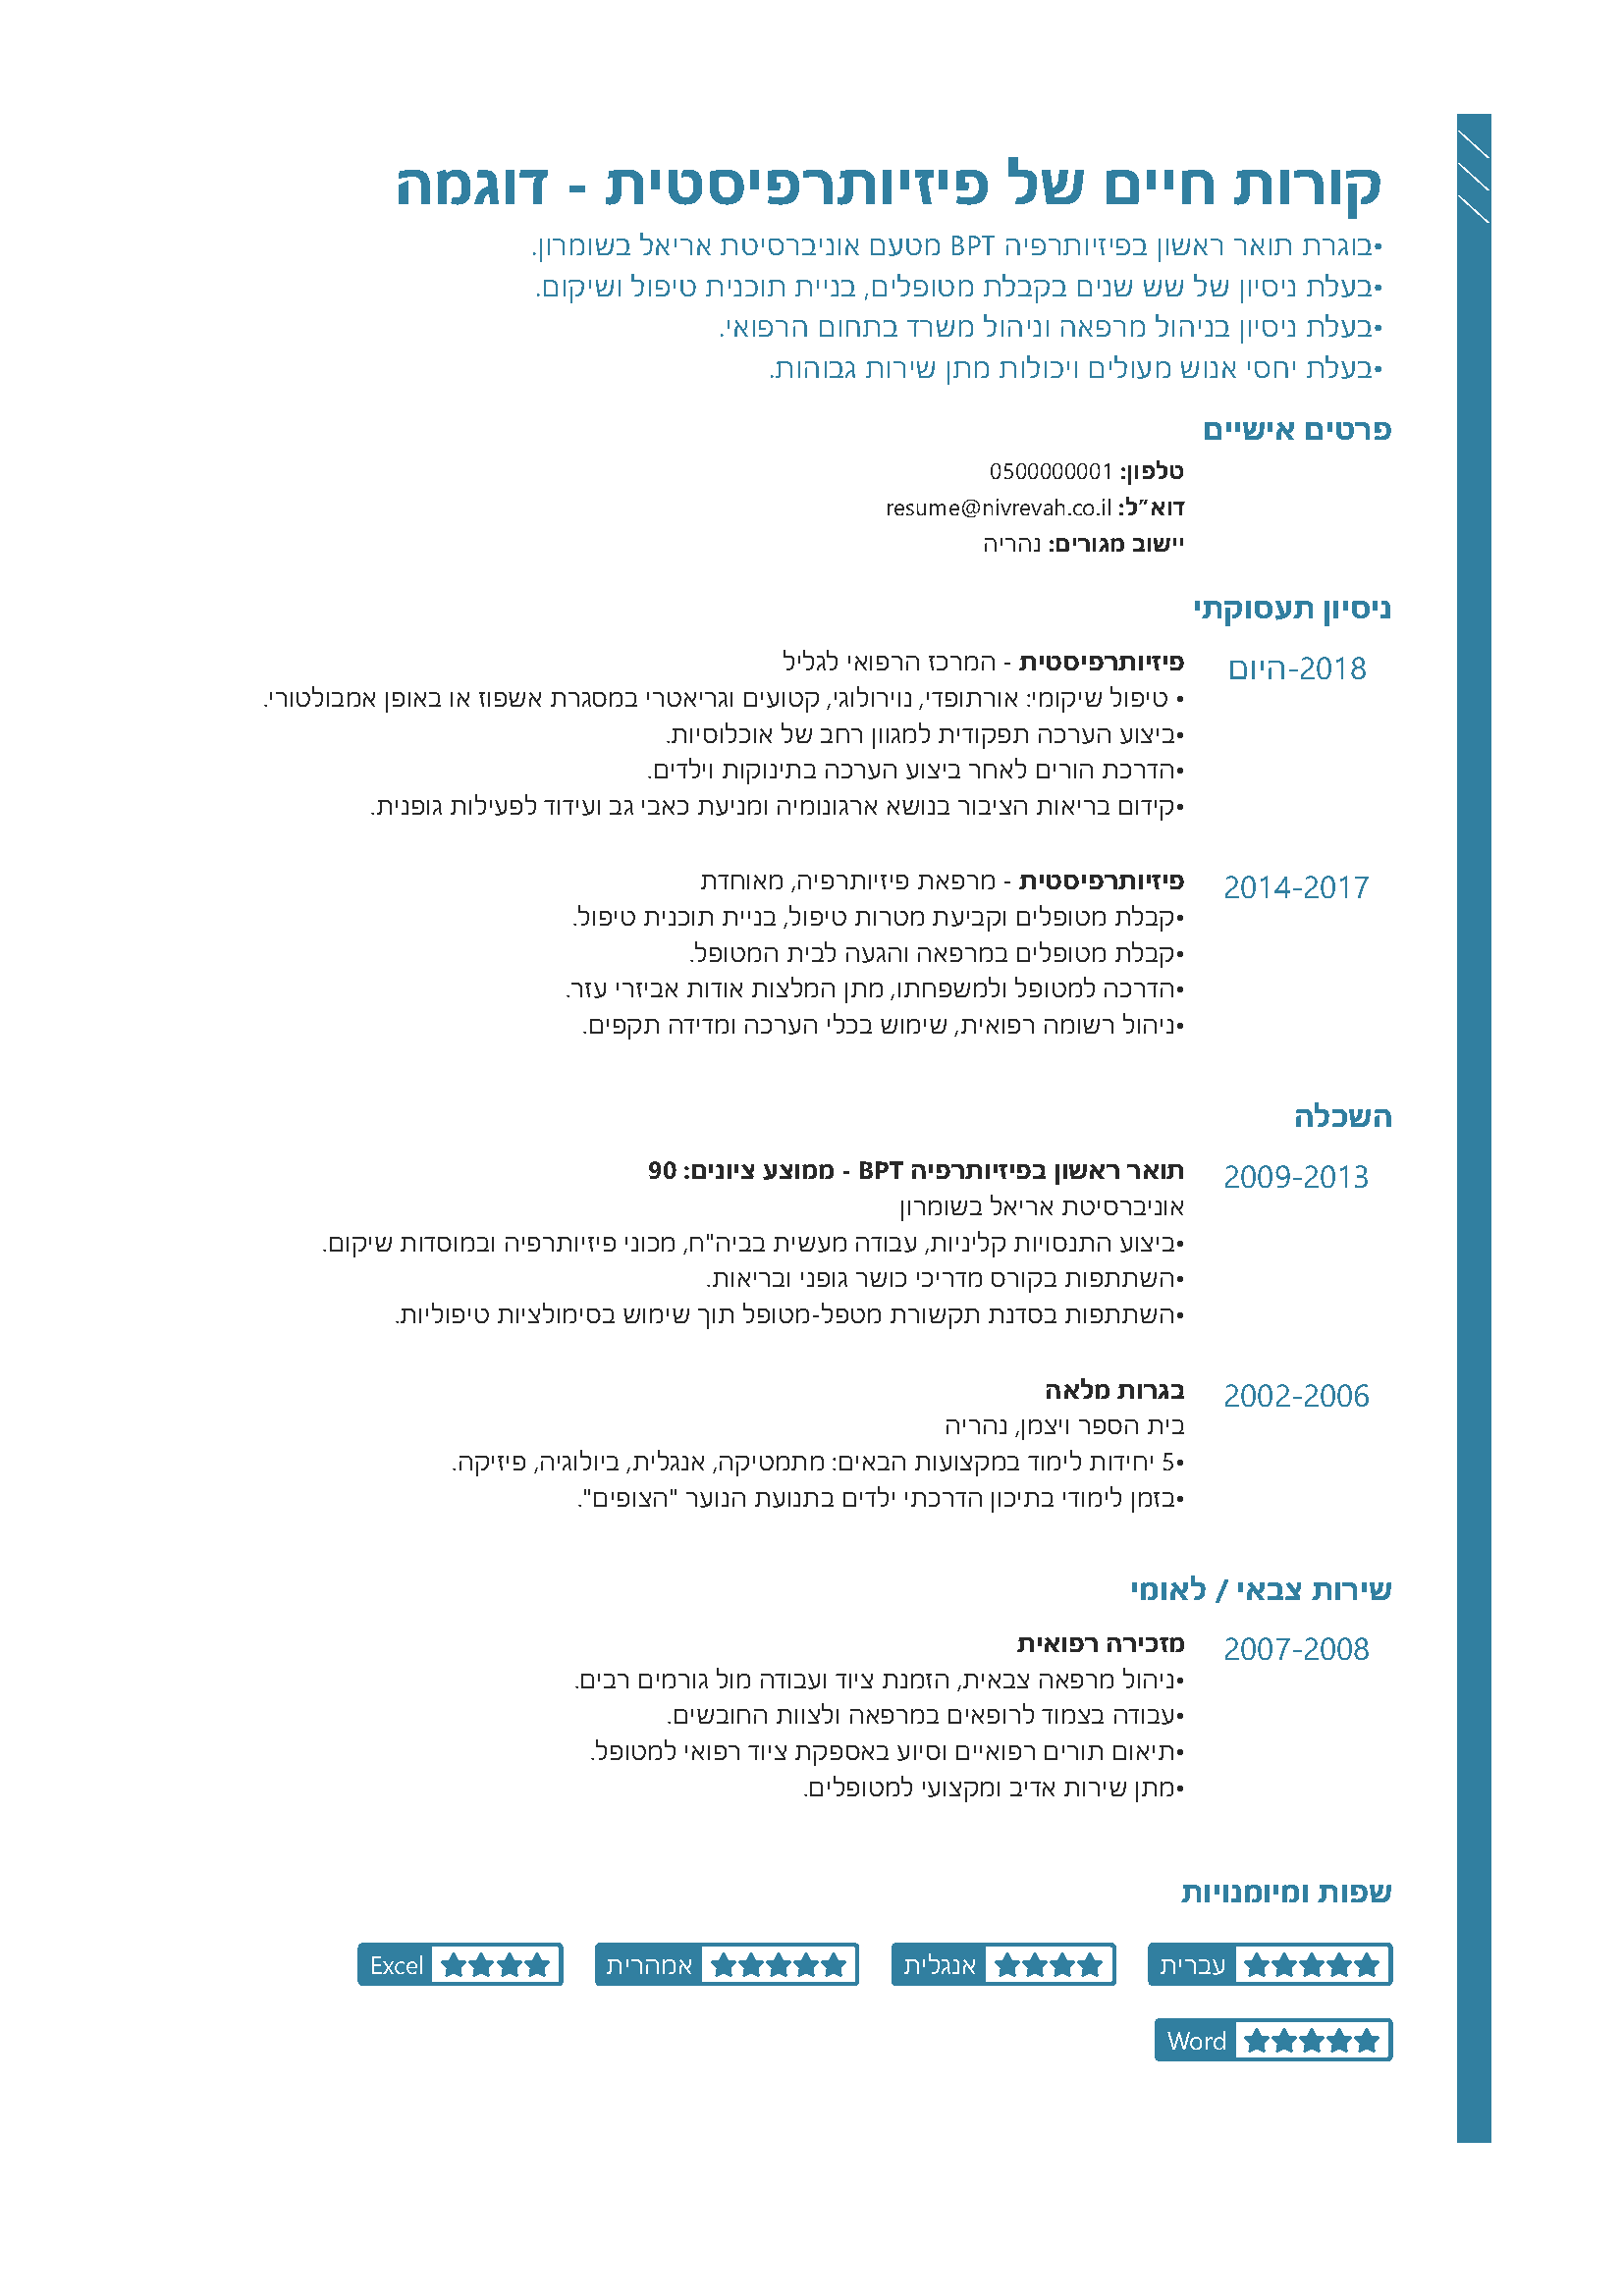 קורות חיים של פיזיותרפיסטית - דוגמה
•בוגרת תואר ראשון בפיזיותרפיה BPT מטעם אוניברסיטת אריאל בשומרון.
•בעלת ניסיון של שש שנים בקבלת מטופלים, בניית תוכנית טיפול ושיקום.
•בעלת ניסיון בניהול מרפאה וניהול משרד בתחום הרפואי.
•בעלת יחסי אנוש מעולים ויכולות מתן שירות גבוהות.
פרטים אישיים
טלפון: 0500000001
דוא״ל: resume@nivrevah.co.il
יישוב מגורים: נהריה
ניסיון תעסוקתי
2018-היום
פיזיותרפיסטית - המרכז הרפואי לגליל
• טיפול שיקומי: אורתופדי, נוירולוגי, קטועים וגריאטרי במסגרת אשפוז או באופן אמבולטורי.
•ביצוע הערכה תפקודית למגוון רחב של אוכלוסיות.
•הדרכת הורים לאחר ביצוע הערכה בתינוקות וילדים.
•קידום בריאות הציבור בנושא ארגונומיה ומניעת כאבי גב ועידוד לפעילות גופנית.
2014-2017
פיזיותרפיסטית - מרפאת פיזיותרפיה, מאוחדת
•קבלת מטופלים וקביעת מטרות טיפול, בניית תוכנית טיפול.
•קבלת מטופלים במרפאה והגעה לבית המטופל.
•הדרכה למטופל ולמשפחתו, מתן המלצות אודות אביזרי עזר.
•ניהול רשומה רפואית, שימוש בכלי הערכה ומדידה תקפים.
השכלה
2009-2013
תואר ראשון בפיזיותרפיה BPT - ממוצע ציונים: 90
אוניברסיטת אריאל בשומרון
•ביצוע התנסויות קליניות, עבודה מעשית בביה"ח, מכוני פיזיותרפיה ובמוסדות שיקום.
•השתתפות בקורס מדריכי כושר גופני ובריאות.
•השתתפות בסדנת תקשורת מטפל-מטופל תוך שימוש בסימולציות טיפוליות.
2002-2006
בגרות מלאה
בית הספר ויצמן, נהריה
•5 יחידות לימוד במקצועות הבאים: מתמטיקה, אנגלית, ביולוגיה, פיזיקה.
•בזמן לימודי בתיכון הדרכתי ילדים בתנועת הנוער "הצופים".
שירות צבאי / לאומי
2007-2008
מזכירה רפואית
•ניהול מרפאה צבאית, הזמנת ציוד ועבודה מול גורמים רבים.
•עבודה בצמוד לרופאים במרפאה ולצוות החובשים.
•תיאום תורים רפואיים וסיוע באספקת ציוד רפואי למטופל.
•מתן שירות אדיב ומקצועי למטופלים.
שפות ומיומנויות
עברית
אנגלית
אמהרית
Excel
Word